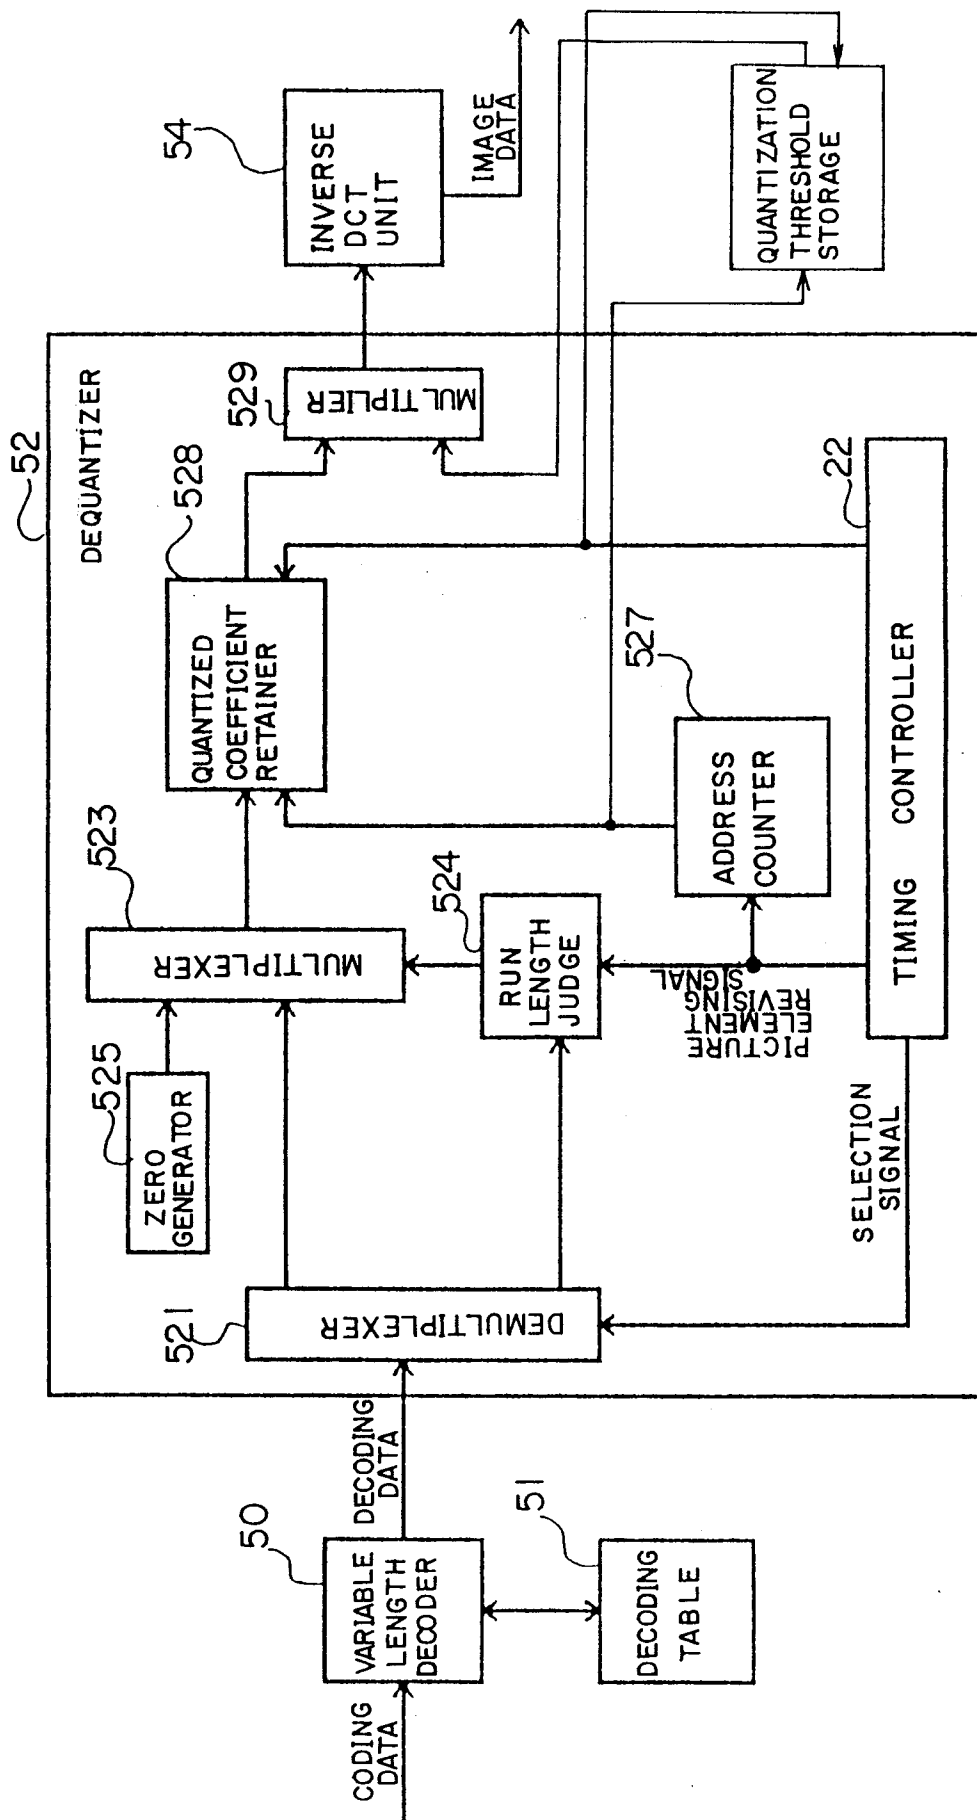 52
DEQUANTIZER
CODING
DATA
50
VARIABLE
LENGTH
DECODER
DECODING
DATA
51
DECODING
TABLE
521
DEMULTIPLEXER
525
ZERO
GENERATOR
523
MULTIPLEXER
524
RUN
LENGTH
JUDGE
PICTURE
ELEMENT
REVISING
SIGNAL
SELECTION
SIGNAL
528
QUANTIZED
COEFFICIENT
RETAINER
527
ADDRESS
COUNTER
22
TIMING CONTROLLER
529
MULTIPLIER
54
INVERSE
DCT
UNIT
IMAGE
DATA
QUANTIZATION
THRESHOLD
STORAGE